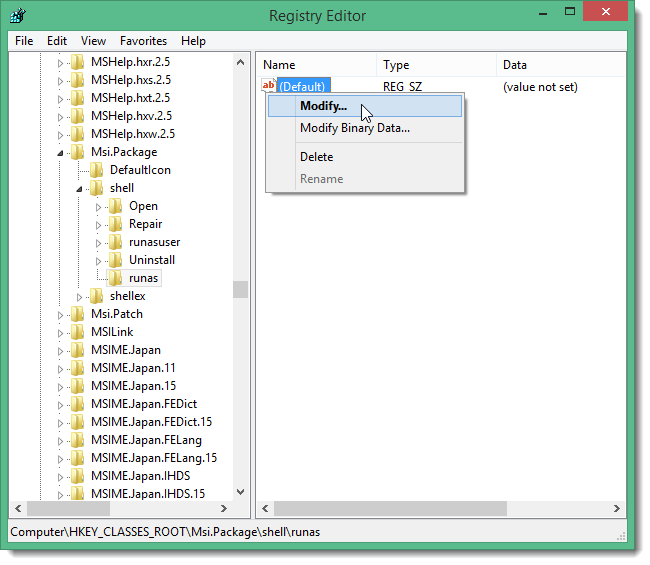 Registry Editor
File Edit View Favorites Help
MSHelp.hxr.2.5
MSHelp.hxs.2.5
MSHelp.hxt.2.5
MSHelp.hxv.2.5
MSHelp.hxw.2.5
Msi.Package
DefaultIcon
shell
Open
Repair
runasuser
Uninstall
runas
shellex
Msi.Patch
MSILink
MSIME.Japan
MSIME.Japan.11
MSIME.Japan.15
MSIME.Japan.FEDict
MSIME.Japan.FEDict.15
MSIME.Japan.FELang
MSIME.Japan.FELang.15
MSIME.Japan.IHDS
MSIME.Japan.IHDS.15
Name Type Data
ab (Default) REG_SZ (value not set)
Modify...
Modify Binary Data...
Delete
Rename
Computer\HKEY_CLASSES_ROOT\Msi.Package\shell\runas